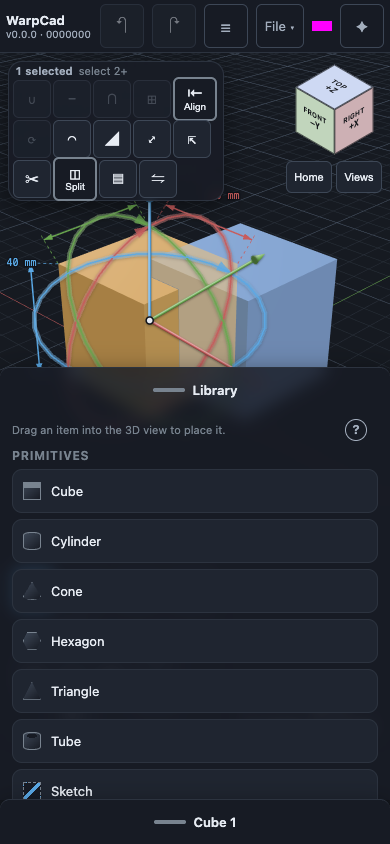 WarpCad
v0.0.0 · 0000000
File
1 selected select 2+
Align
Split
TOP
+Z
FRONT
-Y
RIGHT
+X
Home
Views
mm
40 mm
Library
Drag an item into the 3D view to place it.
?
PRIMITIVES
Cube
Cylinder
Cone
Hexagon
Triangle
Tube
Sketch
Cube 1